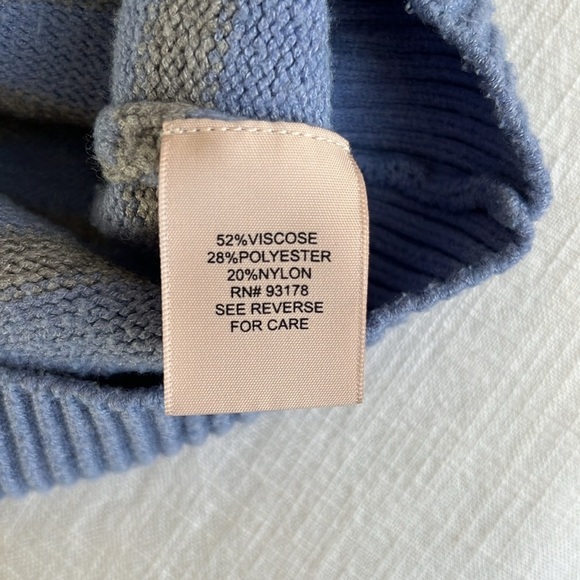 52%VISCOSE
28%POLYESTER
20%NYLON
RN# 93178
SEE REVERSE
FOR CARE